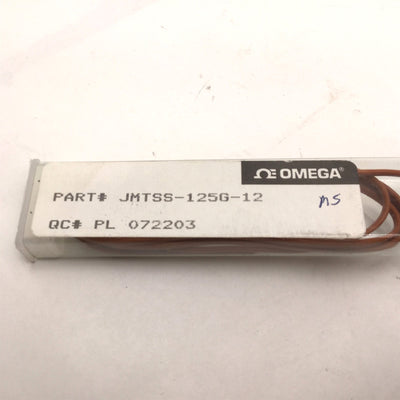 OMEGA®
PART# JMTSS-125G-12
ms
QC# PL 072203